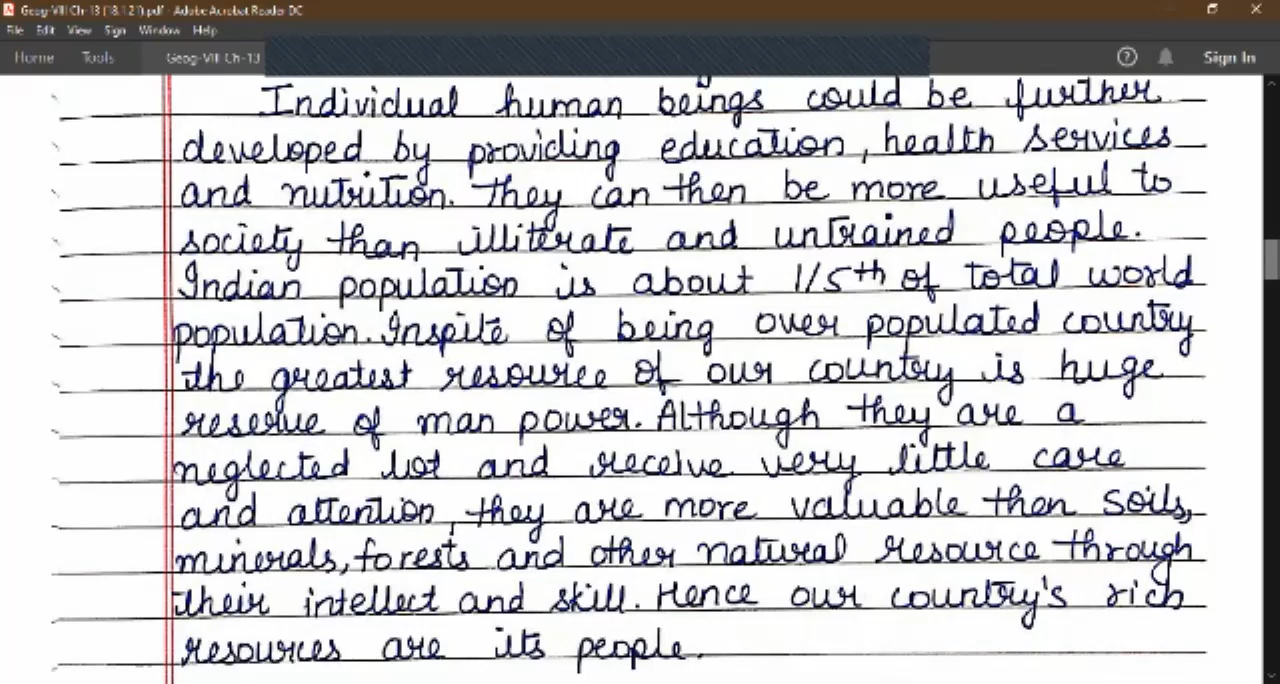 Geog-VIII Ch-13 (18.1.21).pdf - Adobe Acrobat Reader DC
File Edit View Sign Window Help
Home Tools Geog-VIII Ch-13 Sign In
Individual human beings could be further
developed by providing education, health services
and nutrition. They can then be more useful to
society than illiterate and untrained people.
Indian population is about 1/5th of total world
population. Inspite of being over populated country
the greatest resource of our country is huge
reserve of man power. Although they are a
neglected lot and receive very little care
and attention, they are more valuable than soils,
minerals, forests and other natural resource through
their intellect and skill. Hence our country's rich
resources are its people.